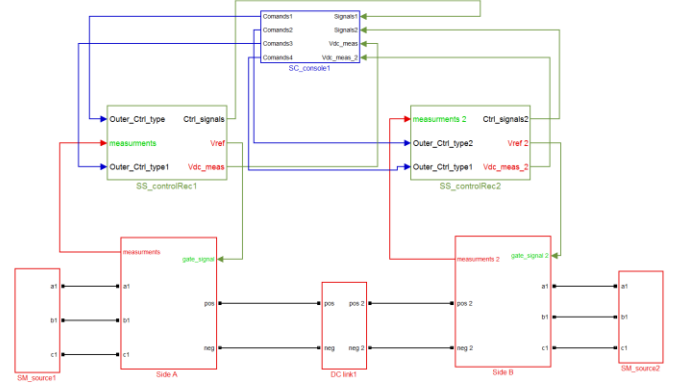 Comands1 Signals1
Comands2 Signals2
Comands3 Vdc_meas
Comands4 Vdc_meas_2
SC_console1
Outer_Ctrl_type Ctrl_signals
measurments Vref
Outer_Ctrl_type1 Vdc_meas
SS_controlRec1
measurments 2 Ctrl_signals2
Outer_Ctrl_type2 Vref 2
Outer_Ctrl_type1 Vdc_meas_2
SS_controlRec2
measurments
gate_signal
a1
b1
c1
pos
neg
Side A
a1
b1
c1
SM_source1
pos pos 2
neg neg 2
DC link1
measurments 2
gate_signal 2
pos 2
neg 2
a1
b1
c1
Side B
a1
b1
c1
SM_source2